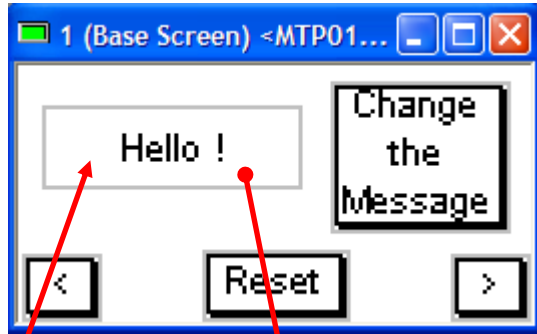 1 (Base Screen) <MTP01...
Hello !
Change
the
Message
<
Reset
>